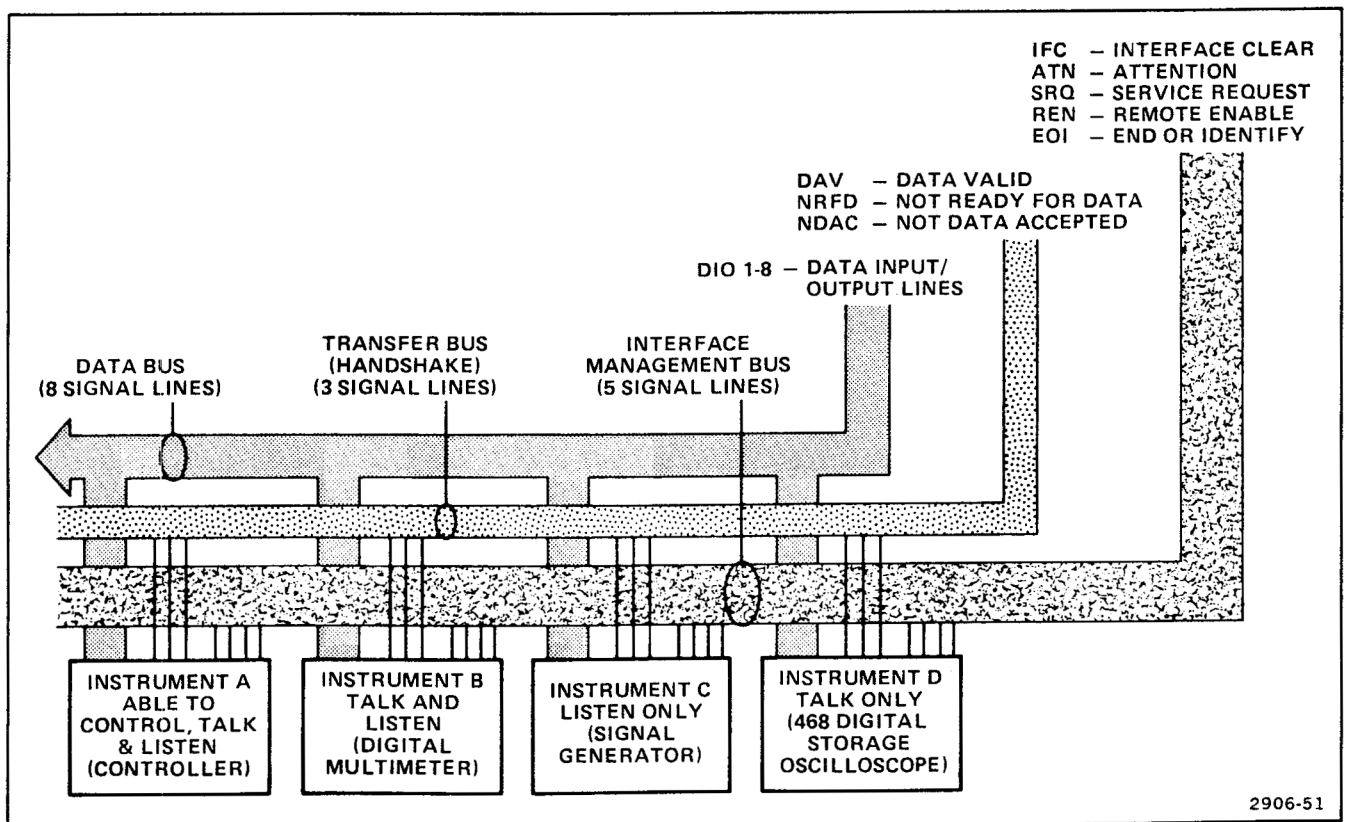 IFC – INTERFACE CLEAR
ATN – ATTENTION
SRQ – SERVICE REQUEST
REN – REMOTE ENABLE
EOI – END OR IDENTIFY
DAV – DATA VALID
NRFD – NOT READY FOR DATA
NDAC – NOT DATA ACCEPTED
DIO 1-8 – DATA INPUT/
OUTPUT LINES
DATA BUS
(8 SIGNAL LINES)
TRANSFER BUS
(HANDSHAKE)
(3 SIGNAL LINES)
INTERFACE
MANAGEMENT BUS
(5 SIGNAL LINES)
INSTRUMENT A
ABLE TO
CONTROL, TALK
& LISTEN
(CONTROLLER)
INSTRUMENT B
TALK AND
LISTEN
(DIGITAL
MULTIMETER)
INSTRUMENT C
LISTEN ONLY
(SIGNAL
GENERATOR)
INSTRUMENT D
TALK ONLY
(468 DIGITAL
STORAGE
OSCILLOSCOPE)
2906-51